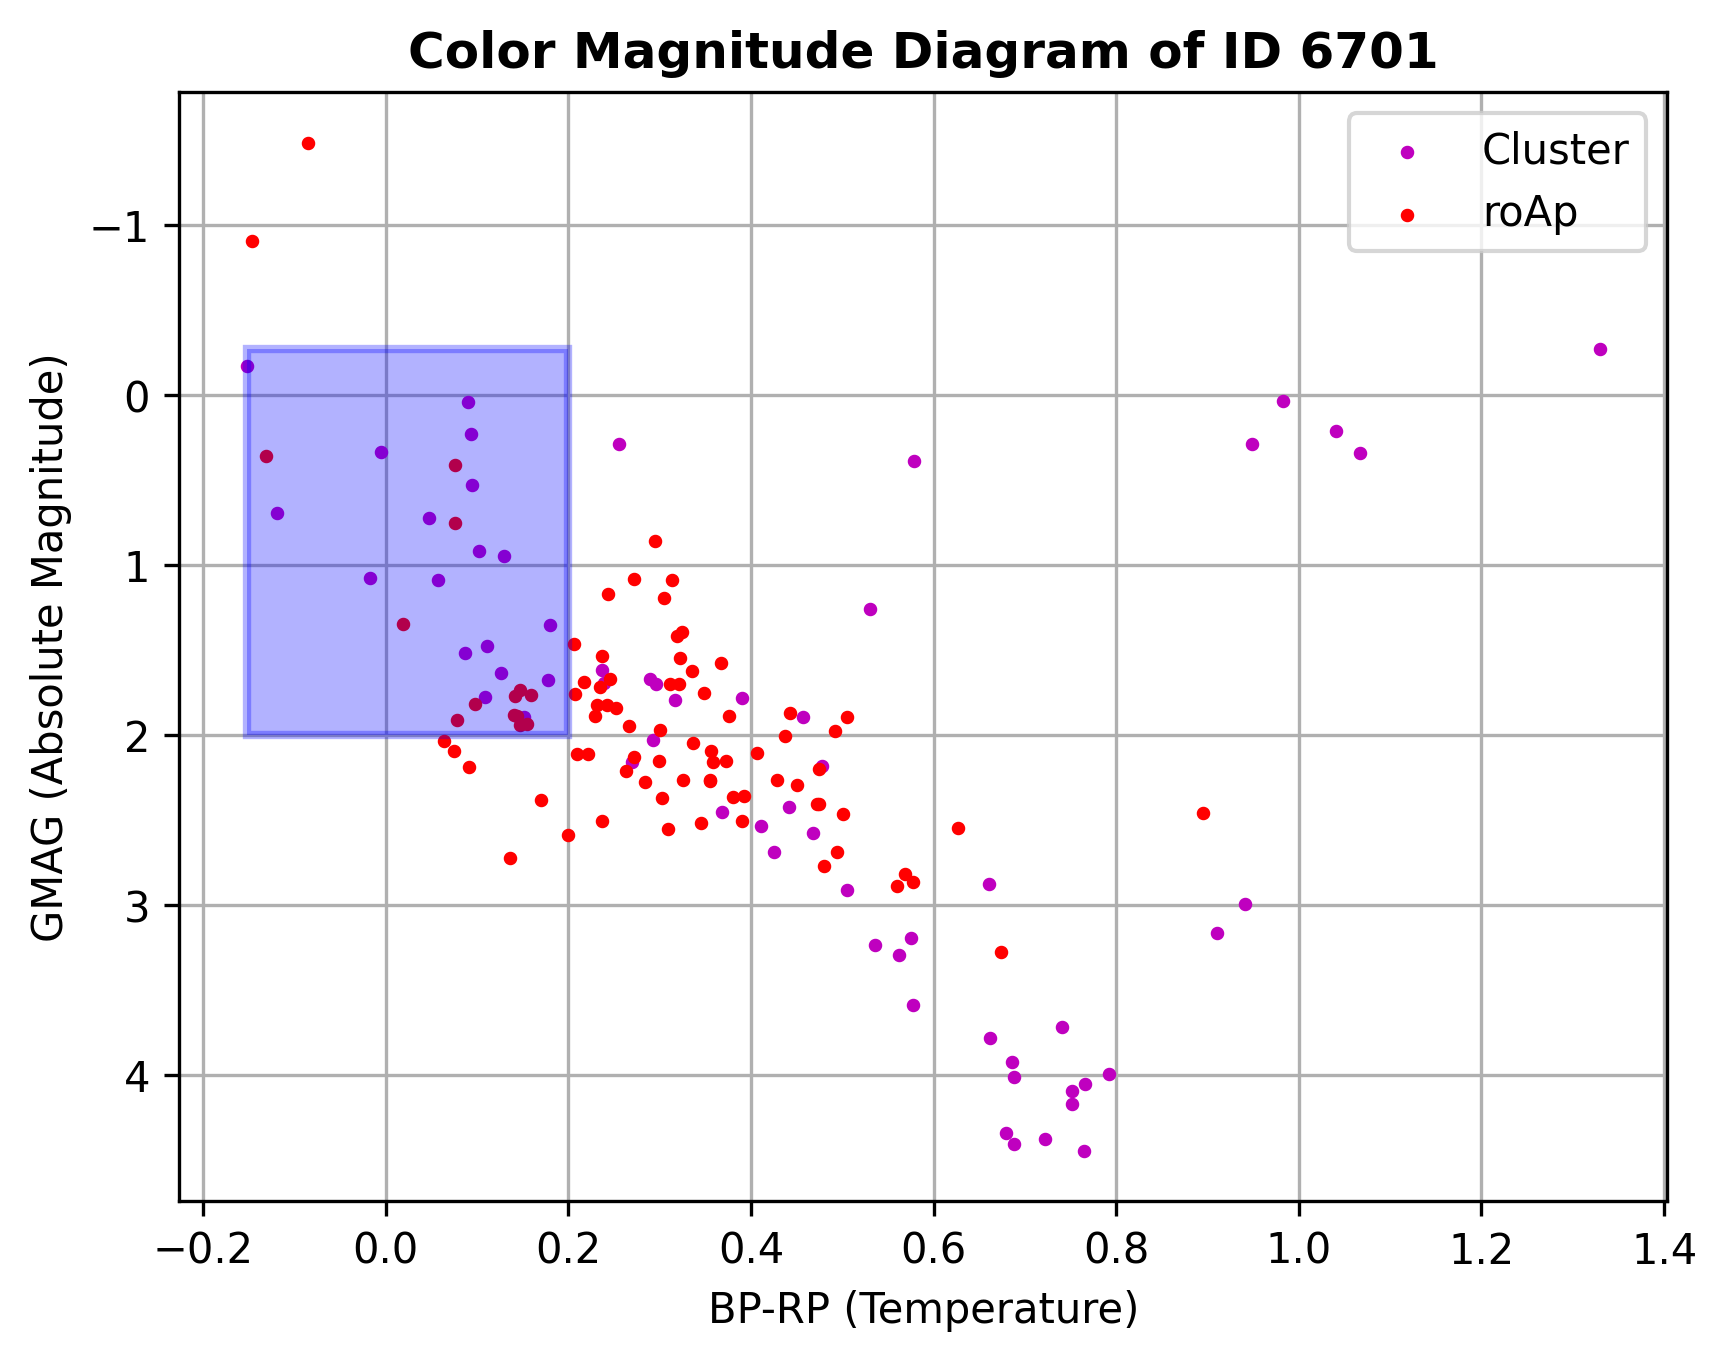 Color Magnitude Diagram of ID 6701
Cluster
roAp
GMAG (Absolute Magnitude)
−1
0
1
2
3
4
−0.2 0.0 0.2 0.4 0.6 0.8 1.0 1.2 1.4
BP-RP (Temperature)